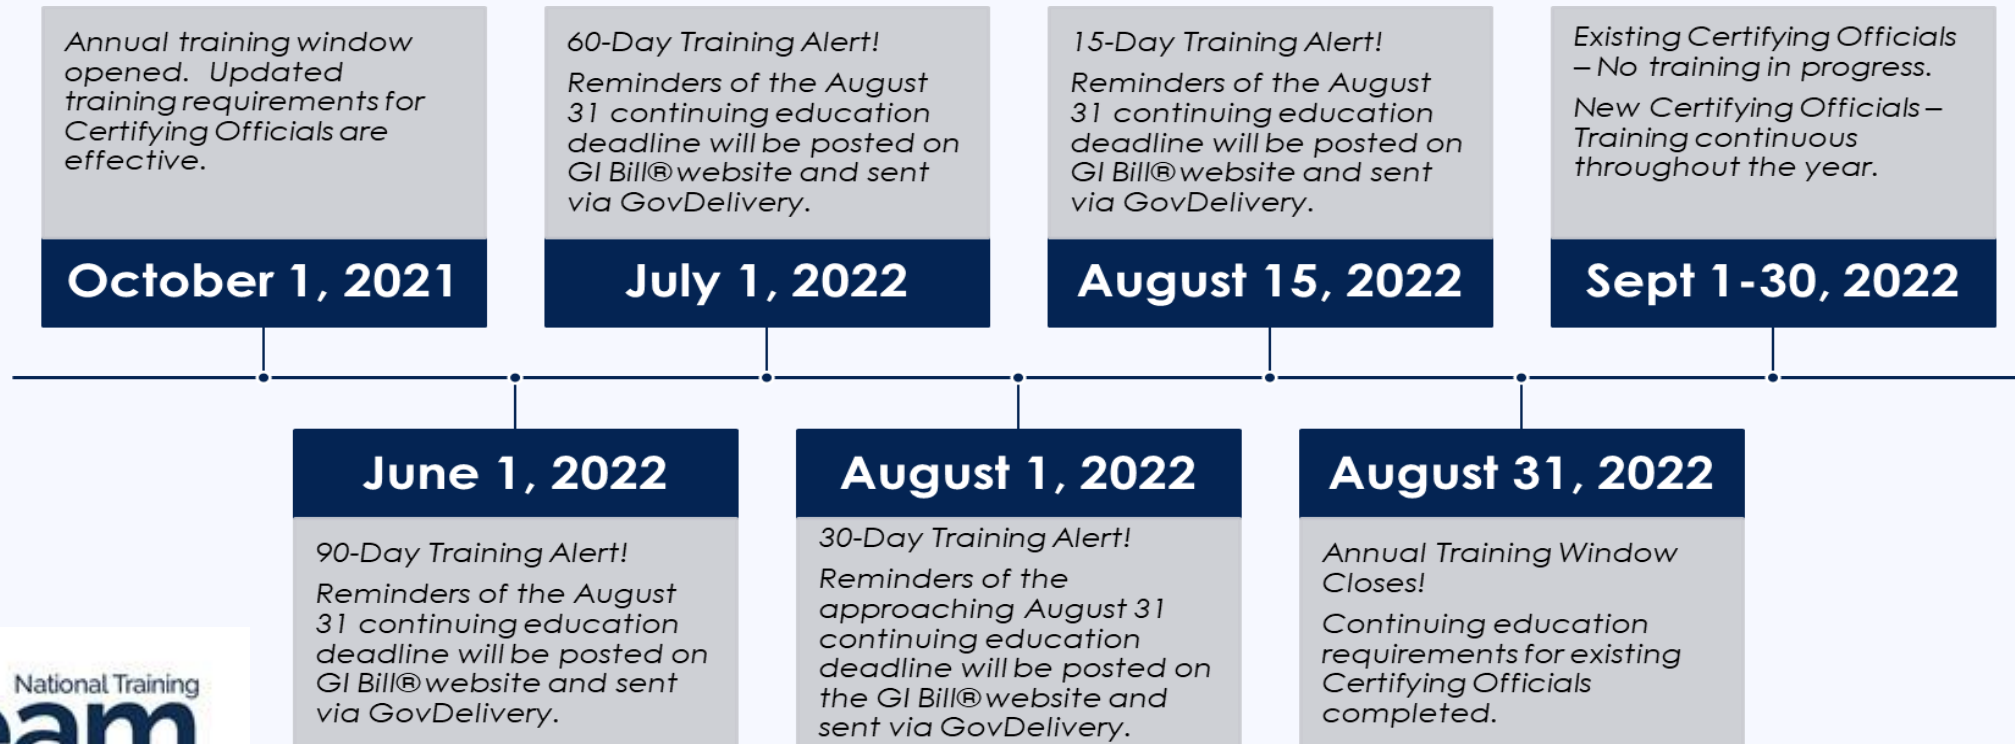 Annual training window
opened.  Updated
training requirements for
Certifying Officials are
effective.
October 1, 2021
90-Day Training Alert!
June 1, 2022
Reminders of the August
31 continuing education
deadline will be posted on
GI Bill® website and sent
via GovDelivery.
60-Day Training Alert!
Reminders of the August
31 continuing education
deadline will be posted on
GI Bill® website and sent
via GovDelivery.
July 1, 2022
August 1, 2022
30-Day Training Alert!
Reminders of the
approaching August 31
continuing education
deadline will be posted on
the GI Bill® website and
sent via GovDelivery.
15-Day Training Alert!
Reminders of the August
31 continuing education
deadline will be posted on
GI Bill® website and sent
via GovDelivery.
August 15, 2022
August 31, 2022
Annual Training Window
Closes!
Continuing education
requirements for existing
Certifying Officials
completed.
Existing Certifying Officials
– No training in progress.
New Certifying Officials –
Training continuous
throughout the year.
Sept 1-30, 2022
National Training